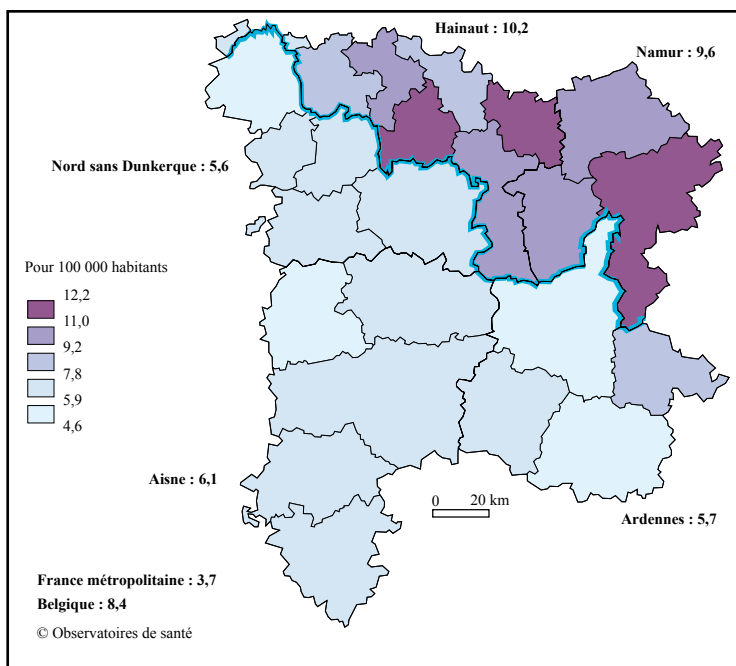 Hainaut : 10,2
Namur : 9,6
Nord sans Dunkerque : 5,6
Pour 100 000 habitants
12,2
11,0
9,2
7,8
5,9
4,6
Aisne : 6,1
0 20 km
Ardennes : 5,7
France métropolitaine : 3,7
Belgique : 8,4
© Observatoires de santé